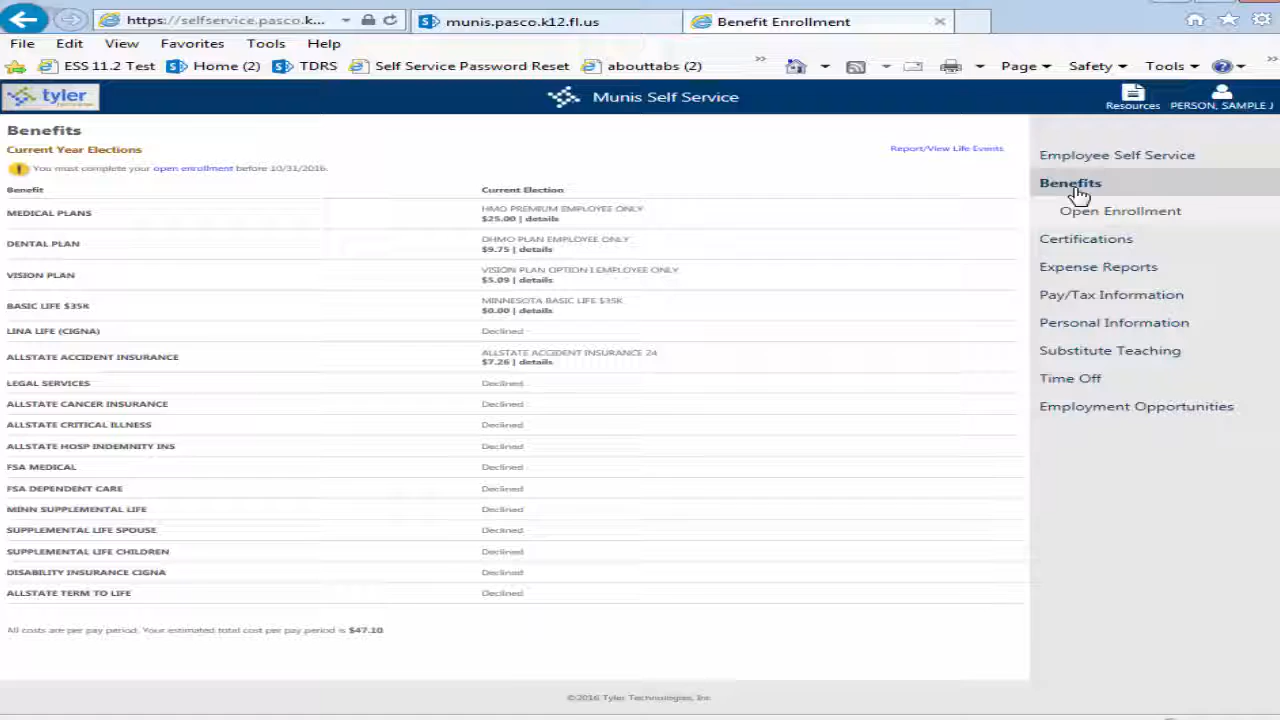 https://selfservice.pasco.k...
munis.pasco.k12.fl.us
Benefit Enrollment
File Edit View Favorites Tools Help
ESS 11.2 Test Home (2) TDRS Self Service Password Reset abouttabs (2) Page Safety Tools
tyler
Munis Self Service
Resources PERSON, SAMPLE J
Benefits
Current Year Elections
Report/View Life Events
You must complete your open enrollment before 10/31/2016.
Benefit Current Election
MEDICAL PLANS HMO PREMIUM EMPLOYEE ONLY
$25.00 | details
DENTAL PLAN DHMO PLAN EMPLOYEE ONLY
$9.75 | details
VISION PLAN VISION PLAN OPTION I EMPLOYEE ONLY
$5.09 | details
BASIC LIFE $35K MINNESOTA BASIC LIFE $35K
$0.00 | details
LINA LIFE (CIGNA) Declined
ALLSTATE ACCIDENT INSURANCE ALLSTATE ACCIDENT INSURANCE 24
$7.26 | details
LEGAL SERVICES Declined
ALLSTATE CANCER INSURANCE Declined
ALLSTATE CRITICAL ILLNESS Declined
ALLSTATE HOSP INDEMNITY INS Declined
FSA MEDICAL Declined
FSA DEPENDENT CARE Declined
MINN SUPPLEMENTAL LIFE Declined
SUPPLEMENTAL LIFE SPOUSE Declined
SUPPLEMENTAL LIFE CHILDREN Declined
DISABILITY INSURANCE CIGNA Declined
ALLSTATE TERM TO LIFE Declined
All costs are per pay period. Your estimated total cost per pay period is $47.10
Employee Self Service
Benefits
Open Enrollment
Certifications
Expense Reports
Pay/Tax Information
Personal Information
Substitute Teaching
Time Off
Employment Opportunities
©2016 Tyler Technologies, Inc.